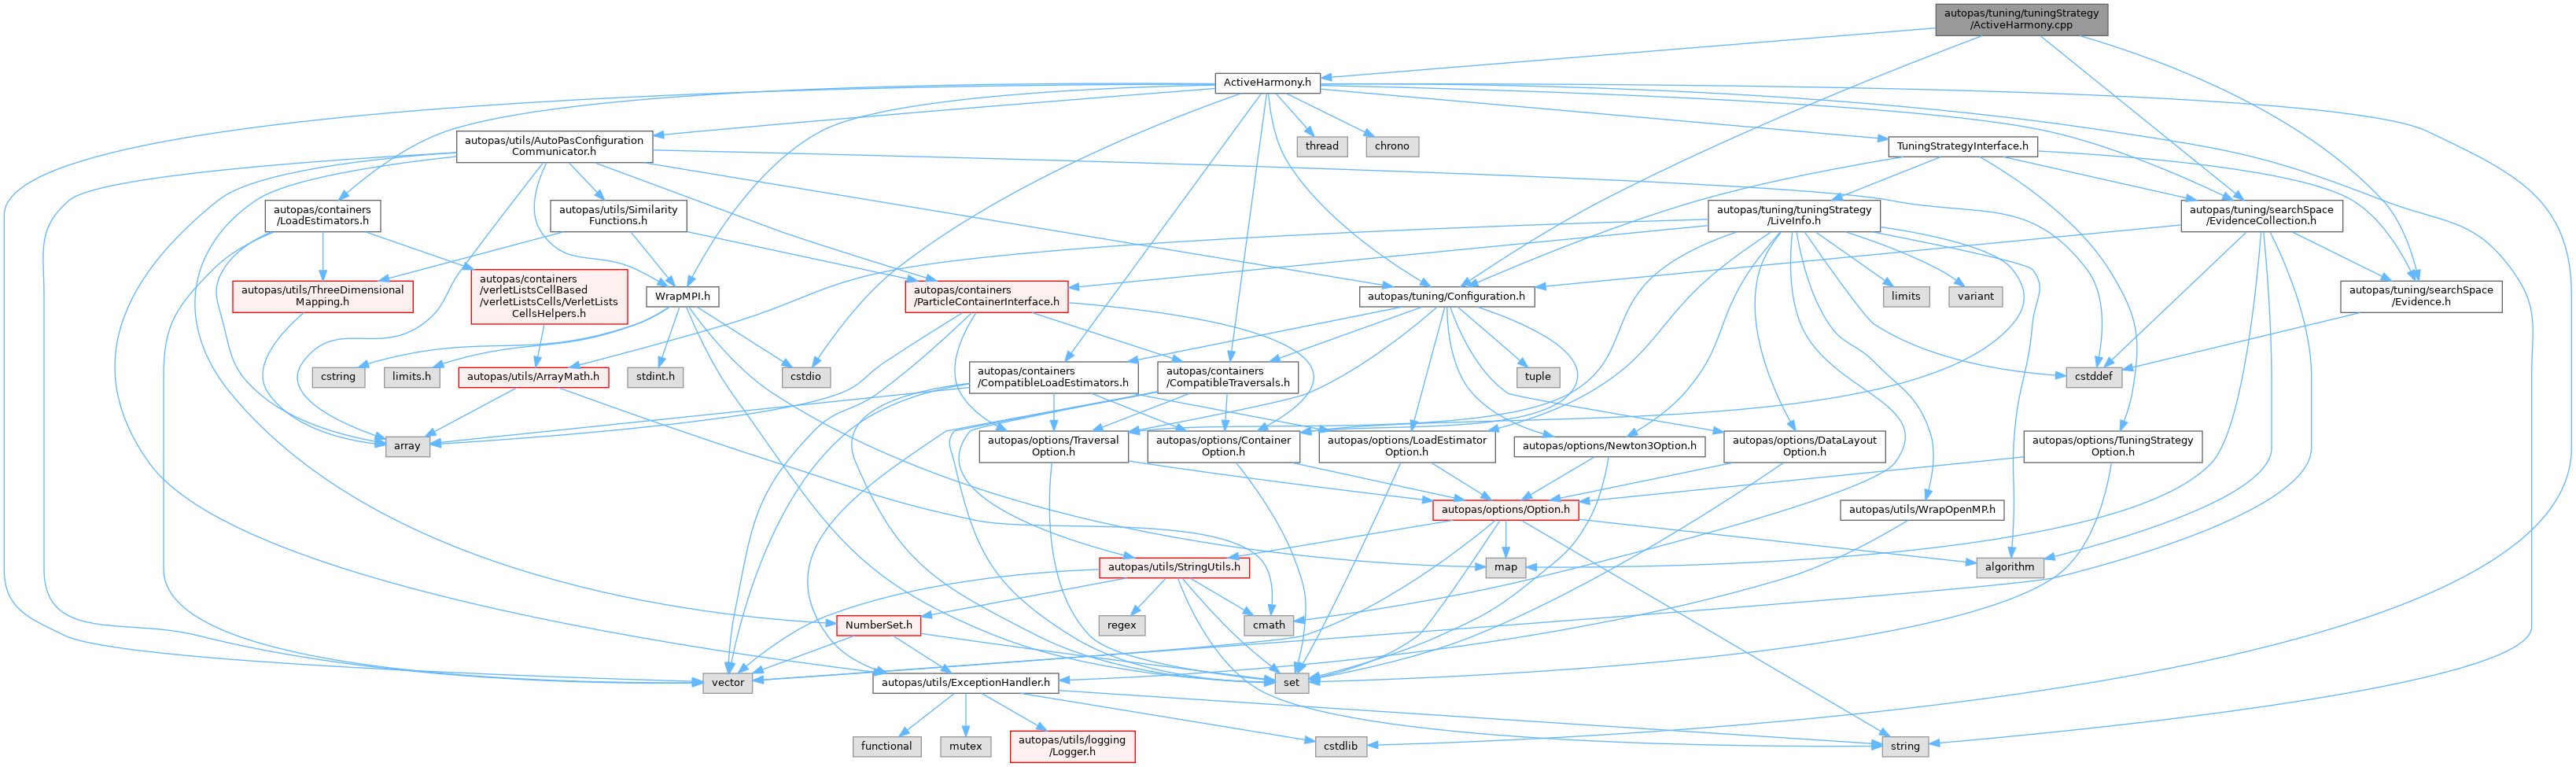 autopas/tuning/tuningStrategy
/ActiveHarmony.cpp
ActiveHarmony.h
autopas/utils/AutoPasConfiguration
Communicator.h
thread
chrono
TuningStrategyInterface.h
autopas/containers
/LoadEstimators.h
autopas/utils/Similarity
Functions.h
autopas/tuning/tuningStrategy
/LiveInfo.h
autopas/tuning/searchSpace
/EvidenceCollection.h
autopas/utils/ThreeDimensional
Mapping.h
autopas/containers
/verletListsCellBased
/verletListsCells/VerletLists
CellsHelpers.h
WrapMPI.h
autopas/containers
/ParticleContainerInterface.h
autopas/tuning/Configuration.h
limits
variant
autopas/tuning/searchSpace
/Evidence.h
cstring
limits.h
autopas/utils/ArrayMath.h
stdint.h
cstdio
autopas/containers
/CompatibleLoadEstimators.h
autopas/containers
/CompatibleTraversals.h
tuple
cstddef
array
autopas/options/Traversal
Option.h
autopas/options/Container
Option.h
autopas/options/LoadEstimator
Option.h
autopas/options/Newton3Option.h
autopas/options/DataLayout
Option.h
autopas/options/TuningStrategy
Option.h
autopas/options/Option.h
autopas/utils/WrapOpenMP.h
autopas/utils/StringUtils.h
map
algorithm
NumberSet.h
regex
cmath
vector
autopas/utils/ExceptionHandler.h
set
functional
mutex
autopas/utils/logging
/Logger.h
cstdlib
string